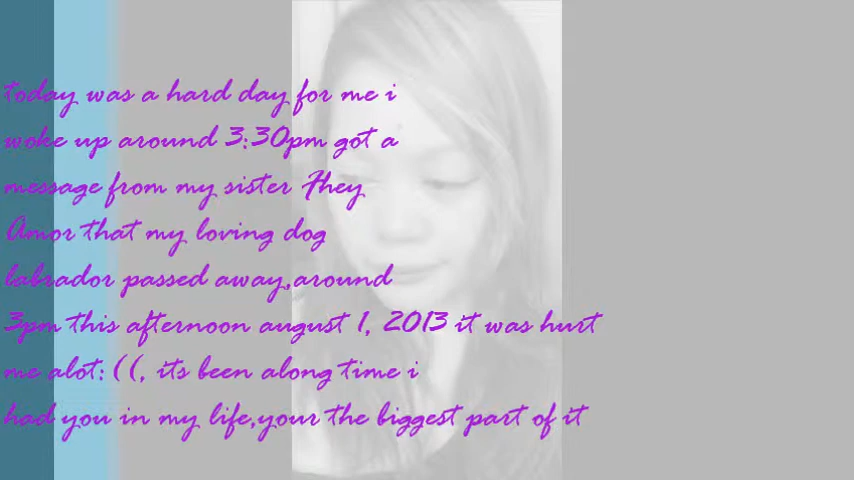 today was a hard day for me i
woke up around 3:30pm got a
message from my sister Fhey
Amor that my loving dog
labrador passed away,around
3pm this afternoon august 1, 2013 it was hurt
me alot: ( (, its been along time i
had you in my life,your the biggest part of it